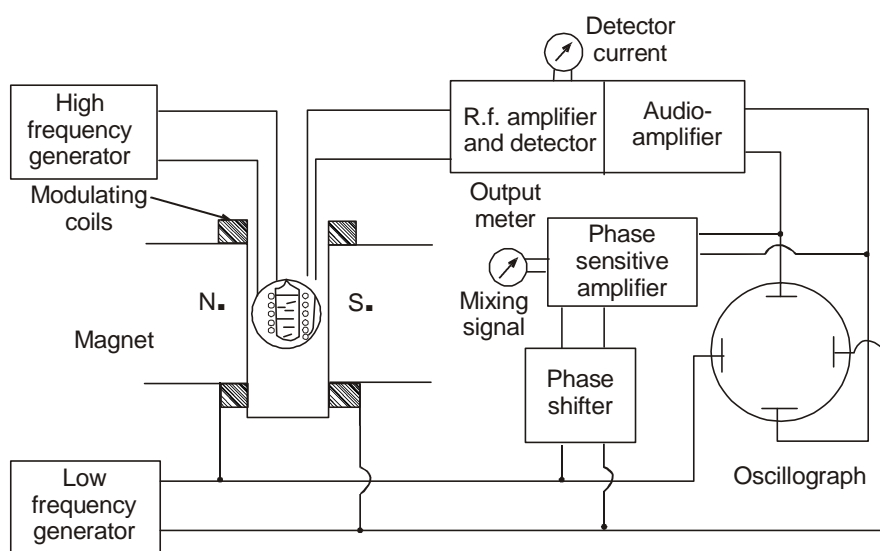 Detector
current
High
frequency
generator
R.f. amplifier
and detector
Audio-
amplifier
Modulating
coils
Output
meter
Phase
sensitive
amplifier
N.
S.
Mixing
signal
Magnet
Phase
shifter
Low
frequency
generator
Oscillograph